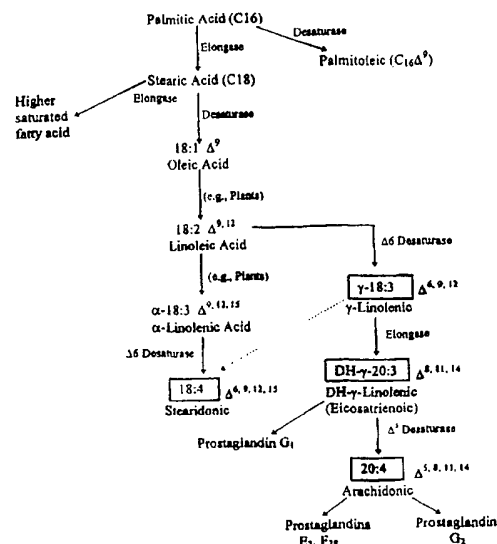 Palmitic Acid (C16)
Desaturase
Elongase
Palmitoleic (C₁₆Δ⁹)
Stearic Acid (C18)
Elongase
Higher
saturated
fatty acid
Desaturase
18:1 Δ⁹
Oleic Acid
(e.g., Plants)
18:2 Δ⁹, ¹²
Linoleic Acid
Δ6 Desaturase
(e.g., Plants)
γ-18:3 Δ⁶, ⁹, ¹²
γ-Linolenic
α-18:3 Δ⁹, ¹², ¹⁵
α-Linolenic Acid
Elongase
Δ6 Desaturase
DH-γ-20:3 Δ⁸, ¹¹, ¹⁴
DH-γ-Linolenic
(Eicosatrienoic)
18:4 Δ⁶, ⁹, ¹², ¹⁵
Stearidonic
Δ⁵ Desaturase
Prostaglandin G₁
20:4 Δ⁵, ⁸, ¹¹, ¹⁴
Arachidonic
Prostaglandins
Prostaglandin
G₂